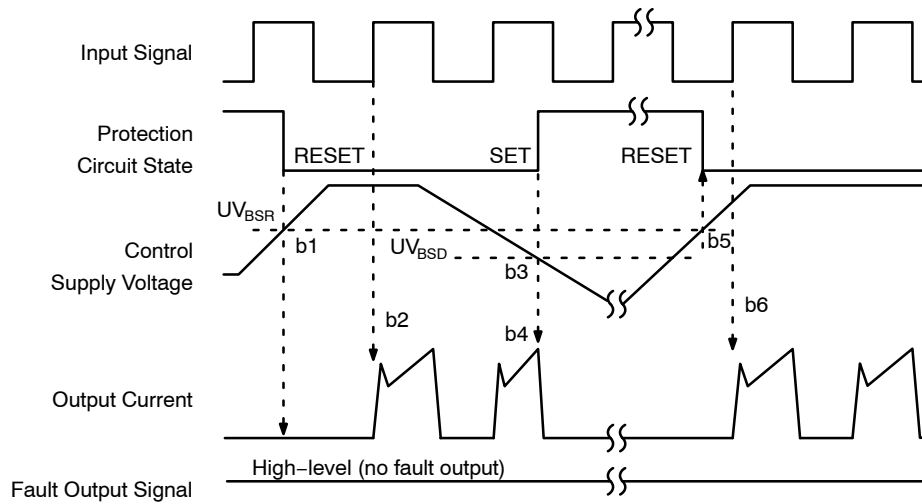 Input Signal
Protection
Circuit State
RESET
SET
RESET
UVBSR
b1
UVBSD
b3
b5
Control
Supply Voltage
b2
b4
b6
Output Current
High−level (no fault output)
Fault Output Signal